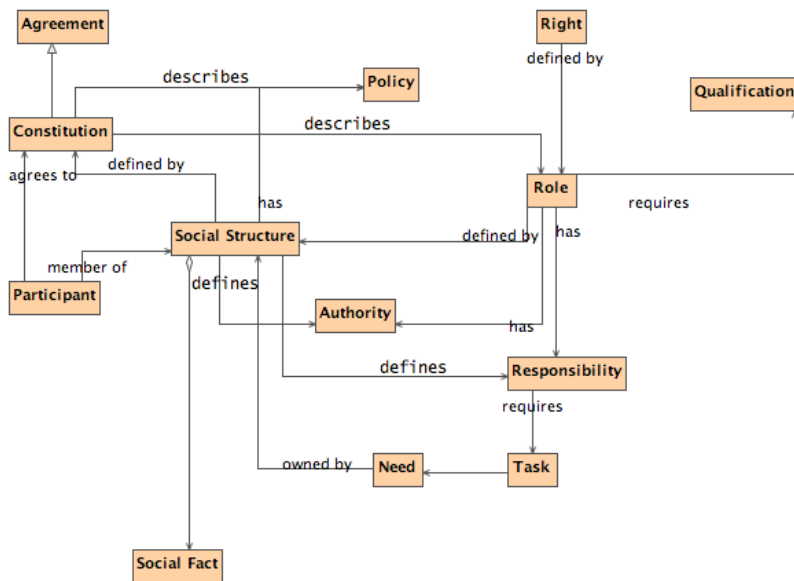 Agreement
Right
defined by
describes
Policy
Qualification
Constitution
describes
agrees to
defined by
Role
has
requires
Social Structure
defined by
has
member of
defines
Participant
Authority
has
defines
Responsibility
requires
owned by
Need
Task
Social Fact